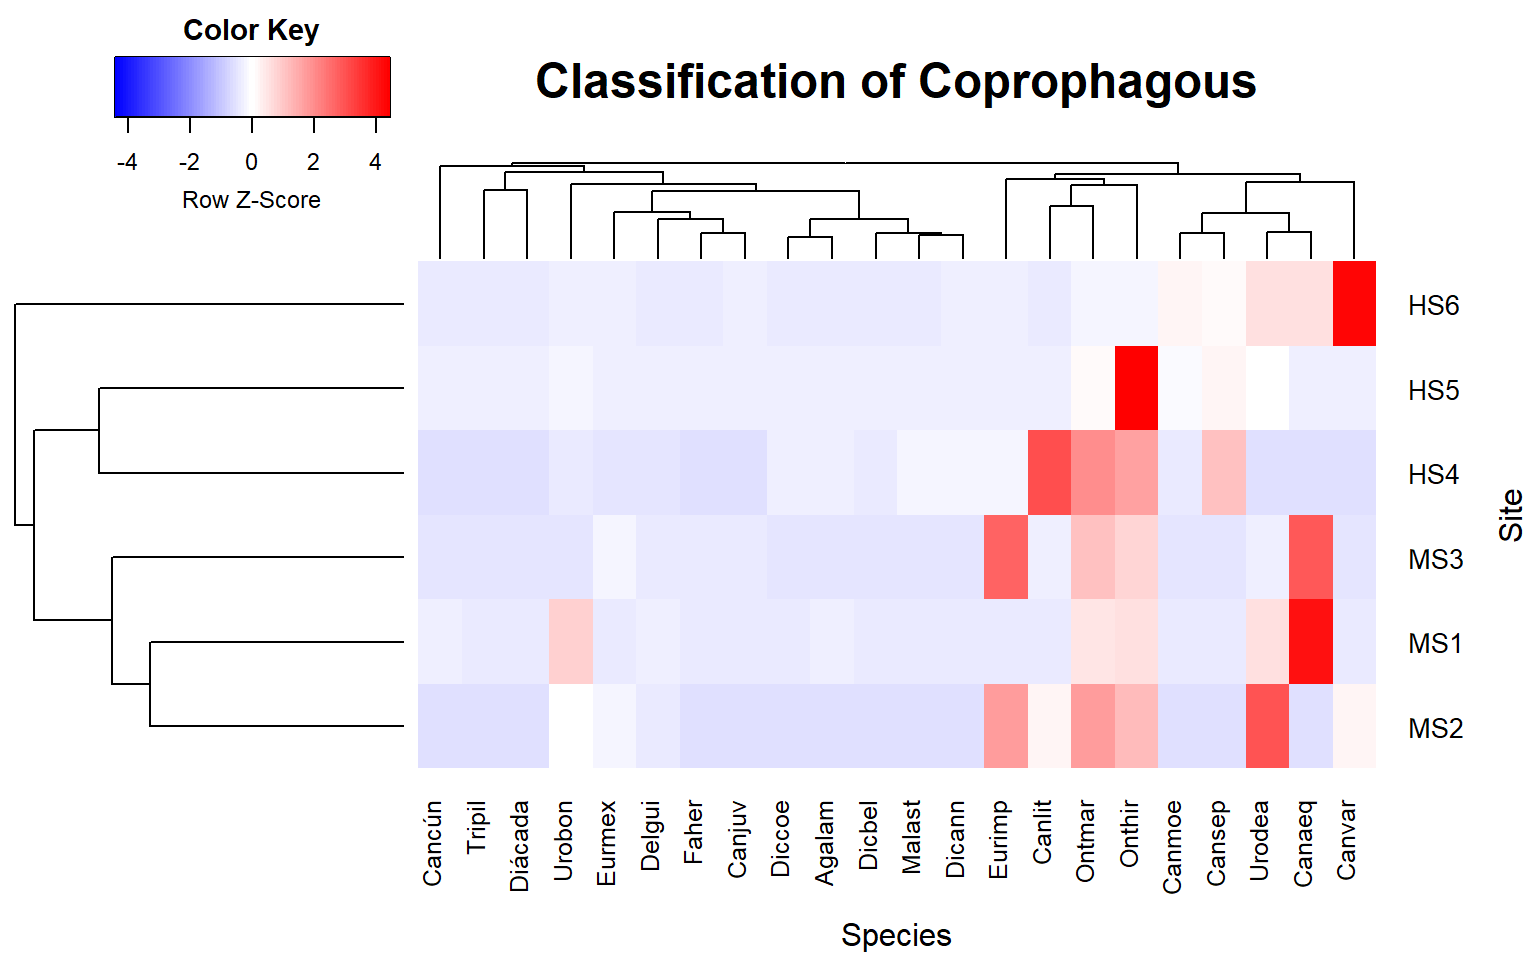 Color Key
-4 -2 0 2 4
Row Z-Score
Classification of Coprophagous
HS6
HS5
HS4
MS3
MS1
MS2
Site
Cancún
Tripil
Diácada
Urobon
Eurmex
Delgui
Faher
Canjuv
Diccoe
Agalam
Dicbel
Malast
Dicann
Eurimp
Canlit
Ontmar
Onthir
Canmoe
Cansep
Urodea
Canaeq
Canvar
Species